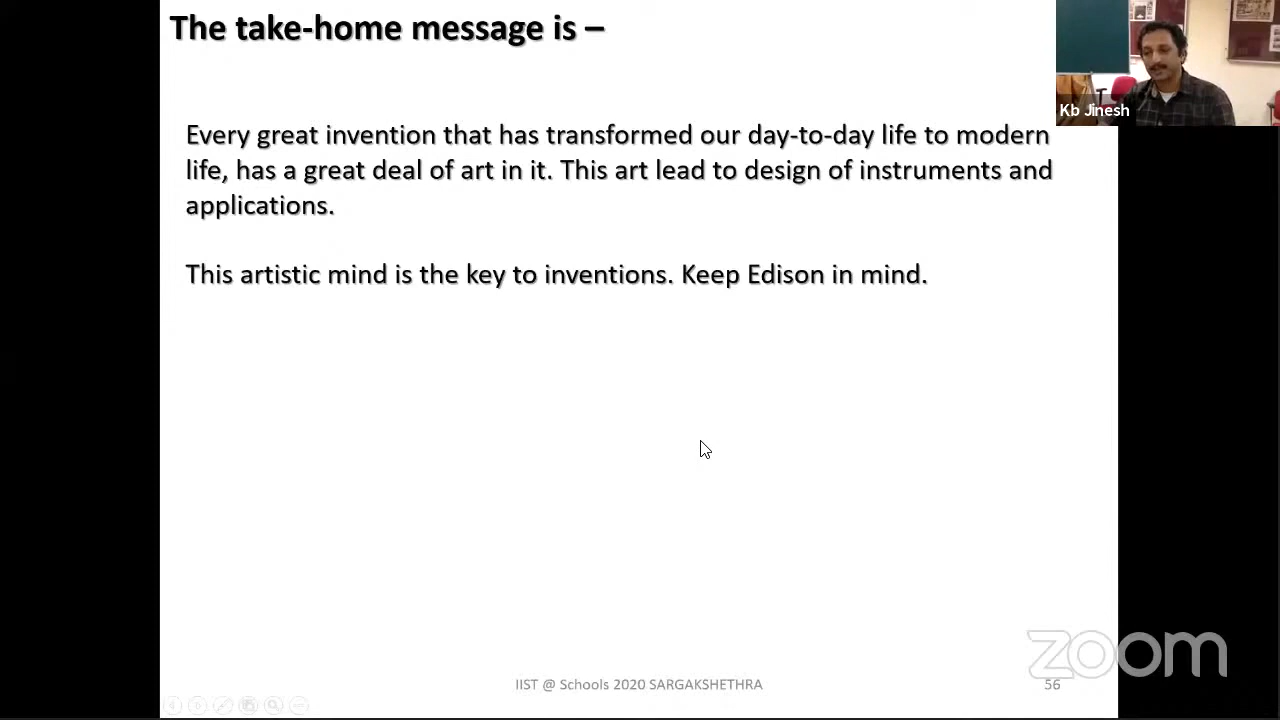 The take-home message is –
Kb Jinesh
Every great invention that has transformed our day-to-day life to modern
life, has a great deal of art in it. This art lead to design of instruments and
applications.
This artistic mind is the key to inventions. Keep Edison in mind.
zoom
IIST @ Schools 2020 SARGAKSHETHRA
56